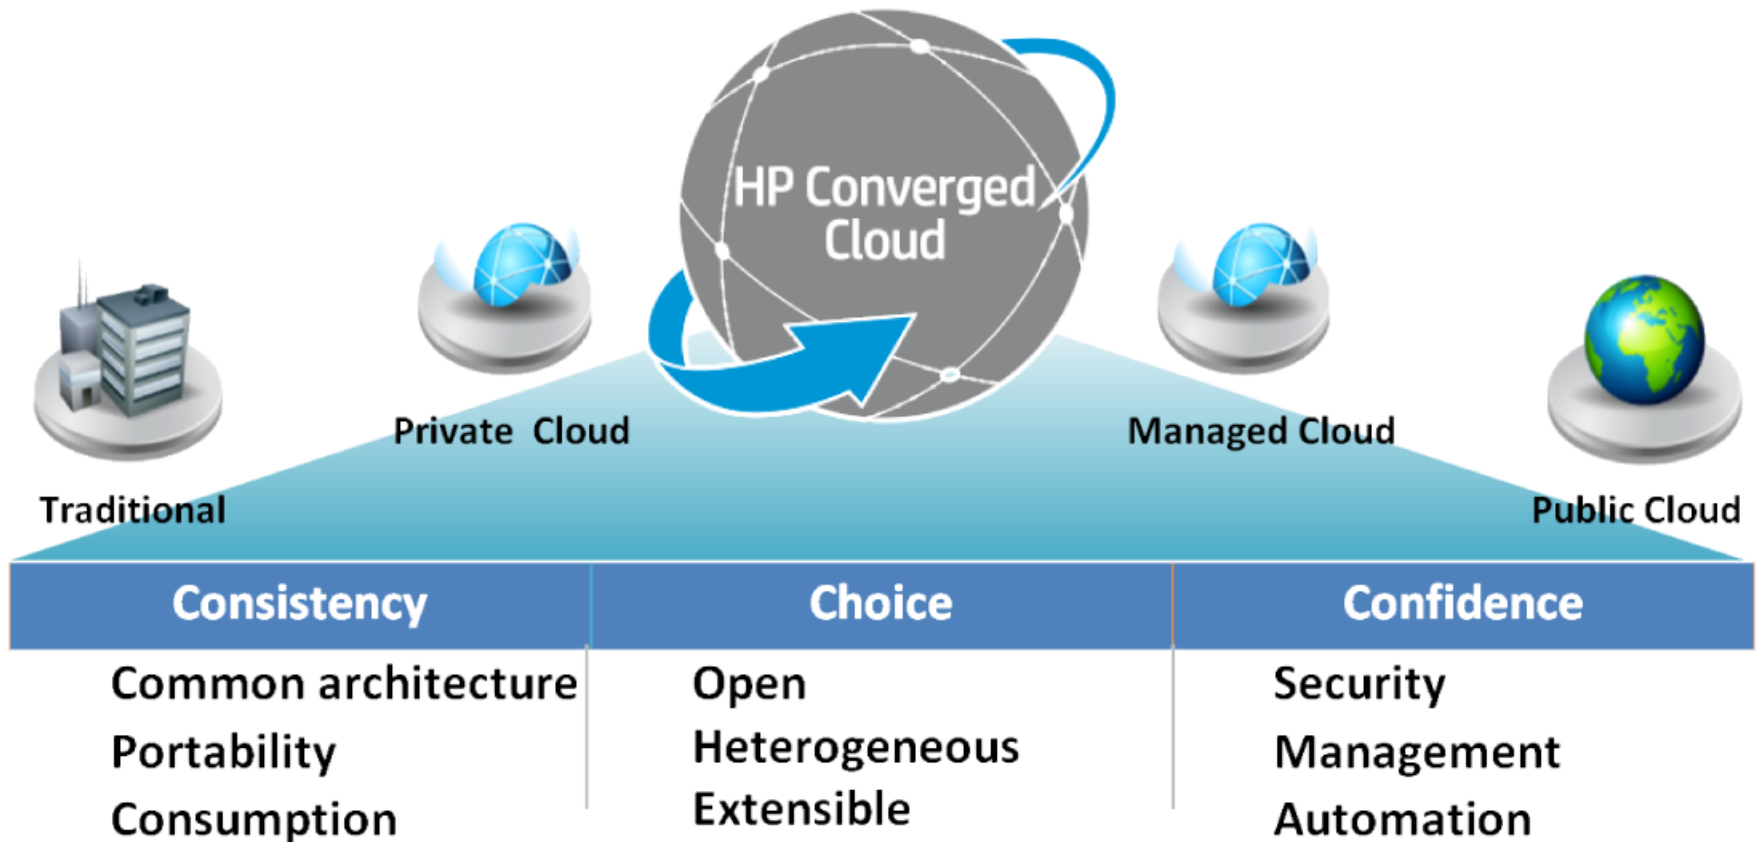 HP Converged
Cloud
Private Cloud
Managed Cloud
Traditional
Public Cloud
Consistency
Choice
Confidence
Common architecture
Portability
Consumption
Open
Heterogeneous
Extensible
Security
Management
Automation